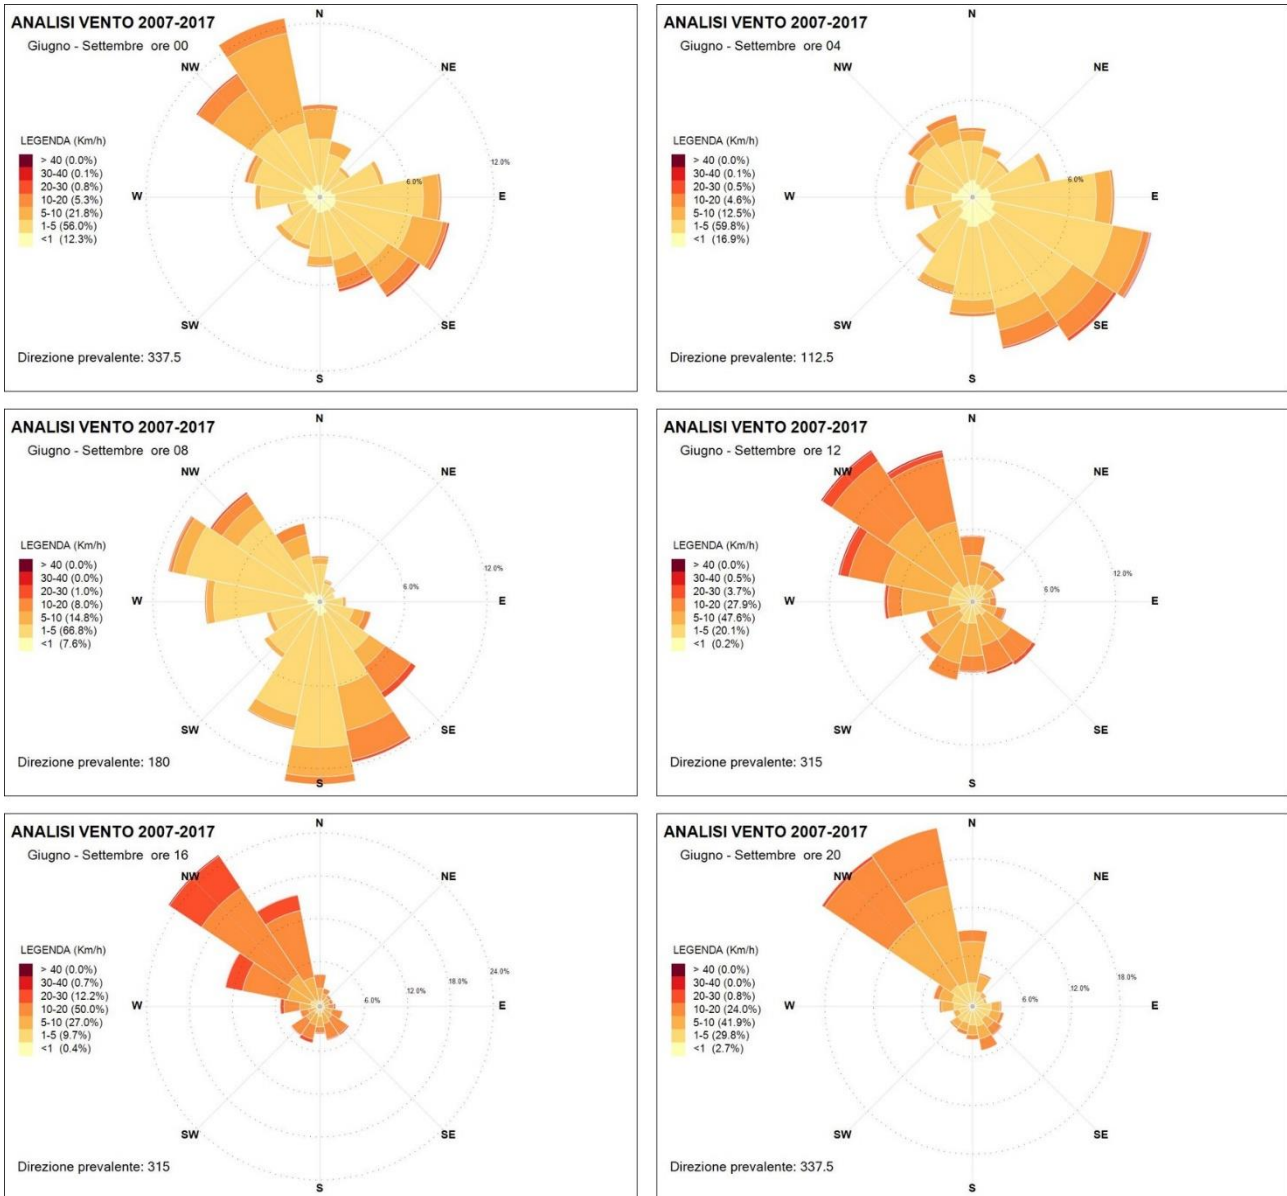 ANALISI VENTO 2007-2017
Giugno - Settembre ore 00
N
NW
NE
LEGENDA (Km/h)
> 40 (0.0%)
30-40 (0.1%)
20-30 (0.8%)
10-20 (5.3%)
5-10 (21.8%)
1-5 (56.0%)
<1 (12.3%)
12.0%
6.0%
W
E
SW
SE
Direzione prevalente: 337.5
S
ANALISI VENTO 2007-2017
Giugno - Settembre ore 04
N
NW
NE
LEGENDA (Km/h)
> 40 (0.0%)
30-40 (0.1%)
20-30 (0.5%)
10-20 (4.6%)
5-10 (12.5%)
1-5 (59.8%)
<1 (16.9%)
6.0%
W
E
SW
SE
Direzione prevalente: 112.5
S
ANALISI VENTO 2007-2017
Giugno - Settembre ore 08
N
NW
NE
LEGENDA (Km/h)
> 40 (0.0%)
30-40 (0.0%)
20-30 (1.0%)
10-20 (8.0%)
5-10 (14.8%)
1-5 (66.8%)
<1 (7.6%)
12.0%
6.0%
W
E
SW
SE
Direzione prevalente: 180
S
ANALISI VENTO 2007-2017
Giugno - Settembre ore 12
N
NW
NE
LEGENDA (Km/h)
> 40 (0.0%)
30-40 (0.5%)
20-30 (3.7%)
10-20 (27.9%)
5-10 (47.6%)
1-5 (20.1%)
<1 (0.2%)
12.0%
6.0%
W
E
SW
SE
Direzione prevalente: 315
S
ANALISI VENTO 2007-2017
Giugno - Settembre ore 16
N
NW
NE
LEGENDA (Km/h)
> 40 (0.0%)
30-40 (0.7%)
20-30 (12.2%)
10-20 (50.0%)
5-10 (27.0%)
1-5 (9.7%)
<1 (0.4%)
24.0%
18.0%
12.0%
6.0%
W
E
SW
SE
Direzione prevalente: 315
S
ANALISI VENTO 2007-2017
Giugno - Settembre ore 20
N
NW
NE
LEGENDA (Km/h)
> 40 (0.0%)
30-40 (0.0%)
20-30 (0.8%)
10-20 (24.0%)
5-10 (41.9%)
1-5 (29.8%)
<1 (2.7%)
18.0%
12.0%
6.0%
W
E
SW
SE
Direzione prevalente: 337.5
S